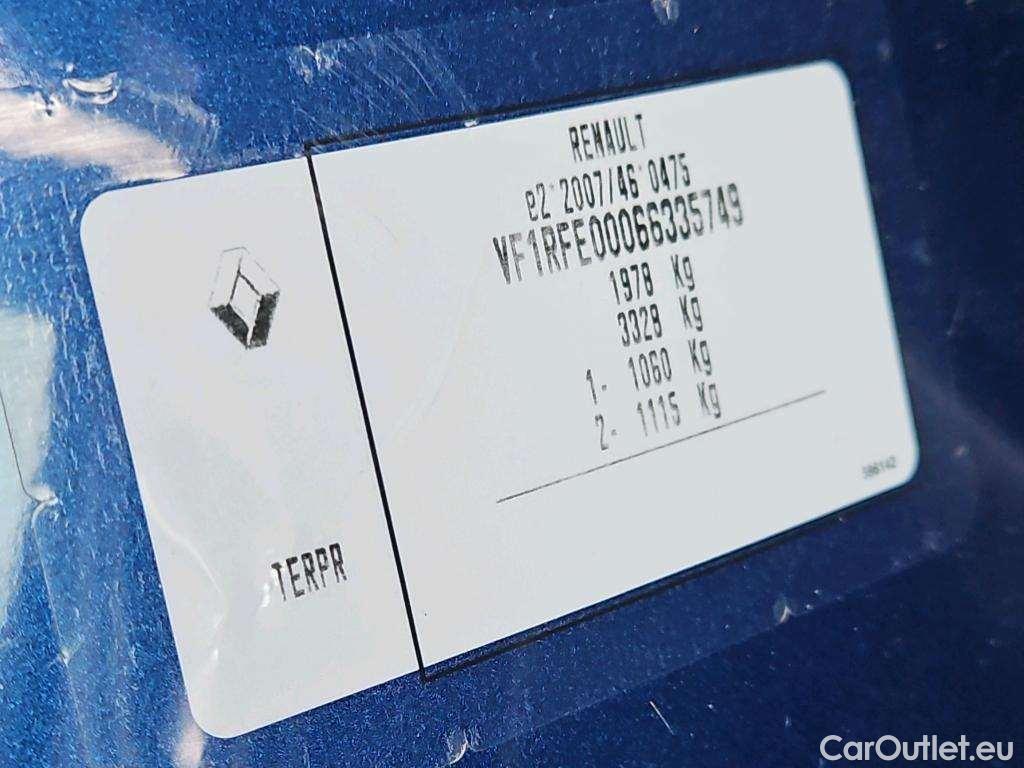 RENAULT
e2*2007/46*0475
VF1RFE00066335749
1978 Kg
3328 Kg
1- 1060 Kg
2- 1115 Kg
TERPR
CarOutlet.eu